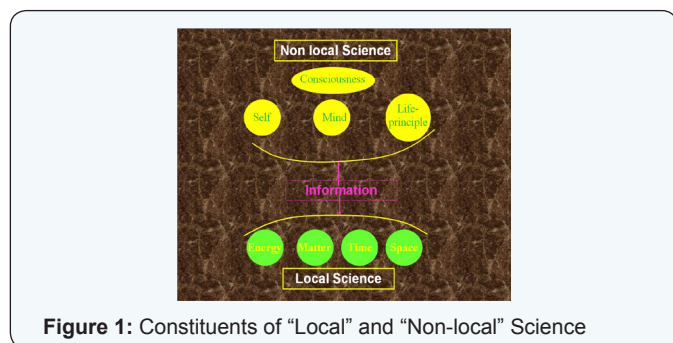 Non local Science
Consciousness
Self Mind Life-
principle
Information
Energy Matter Time Space
Local Science
Figure 1: Constituents of “Local” and “Non-local” Science